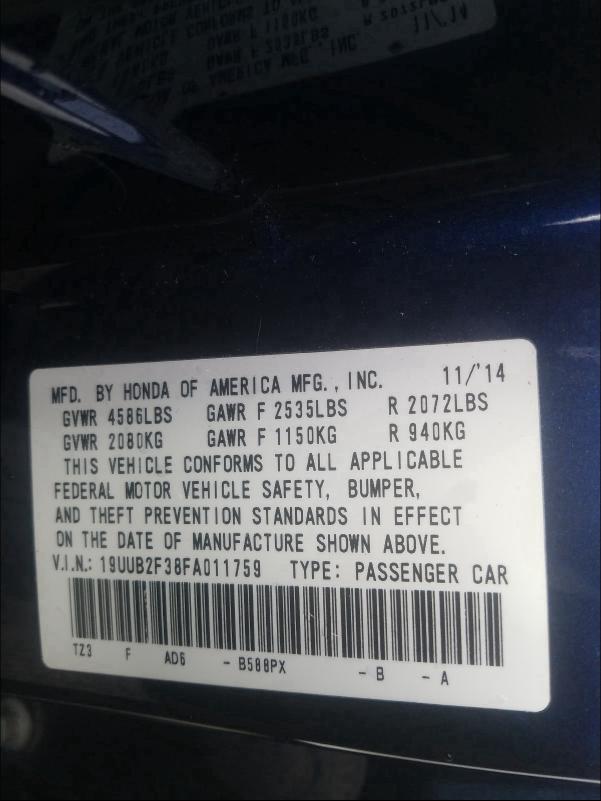 MFD. BY HONDA OF AMERICA MFG., INC. 11/'14
GVWR 4586LBS GAWR F 2535LBS R 2072LBS
GVWR 2080KG GAWR F 1150KG R 940KG
THIS VEHICLE CONFORMS TO ALL APPLICABLE
FEDERAL MOTOR VEHICLE SAFETY, BUMPER,
AND THEFT PREVENTION STANDARDS IN EFFECT
ON THE DATE OF MANUFACTURE SHOWN ABOVE.
V.I.N.: 19UUB2F38FA011759 TYPE: PASSENGER CAR
TZ3 F AD6 - B588PX - B - A